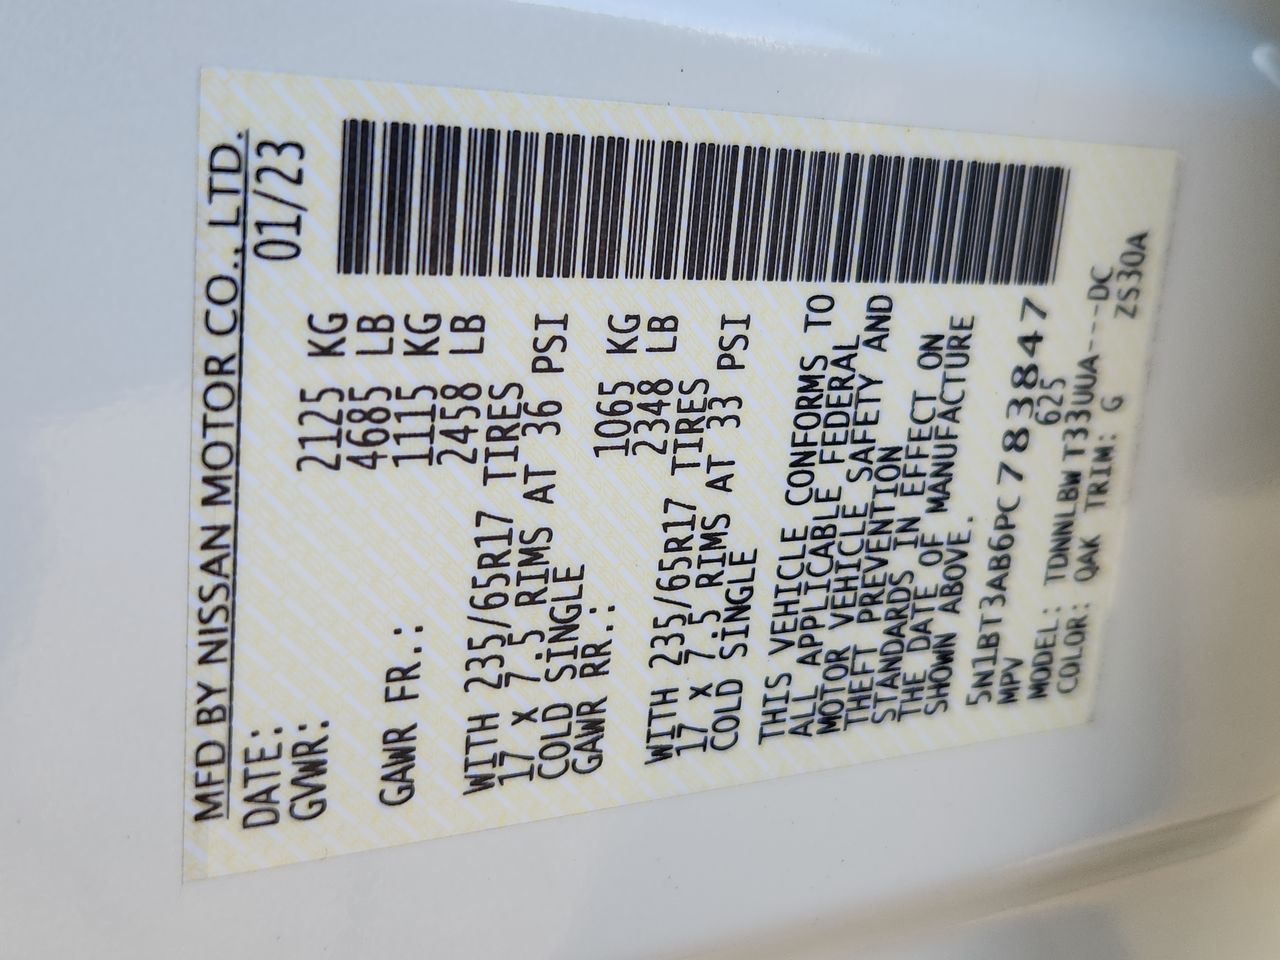 MFD BY NISSAN MOTOR CO., LTD.
DATE: 01/23
GVWR: 2125 KG
4685 LB
GAWR FR.: 1115 KG
2458 LB
WITH 235/65R17 TIRES
17 X 7.5 RIMS AT 36 PSI
COLD SINGLE
GAWR RR.: 1065 KG
2348 LB
WITH 235/65R17 TIRES
17 X 7.5 RIMS AT 33 PSI
COLD SINGLE
THIS VEHICLE CONFORMS TO
ALL APPLICABLE FEDERAL
MOTOR VEHICLE SAFETY AND
THEFT PREVENTION
STANDARDS IN EFFECT ON
THE DATE OF MANUFACTURE
SHOWN ABOVE.
5N1BT3AB6PC783847
MPV 625
MODEL: TDNNLBWT33UUA---DC
COLOR: QAK TRIM: G ZS30A